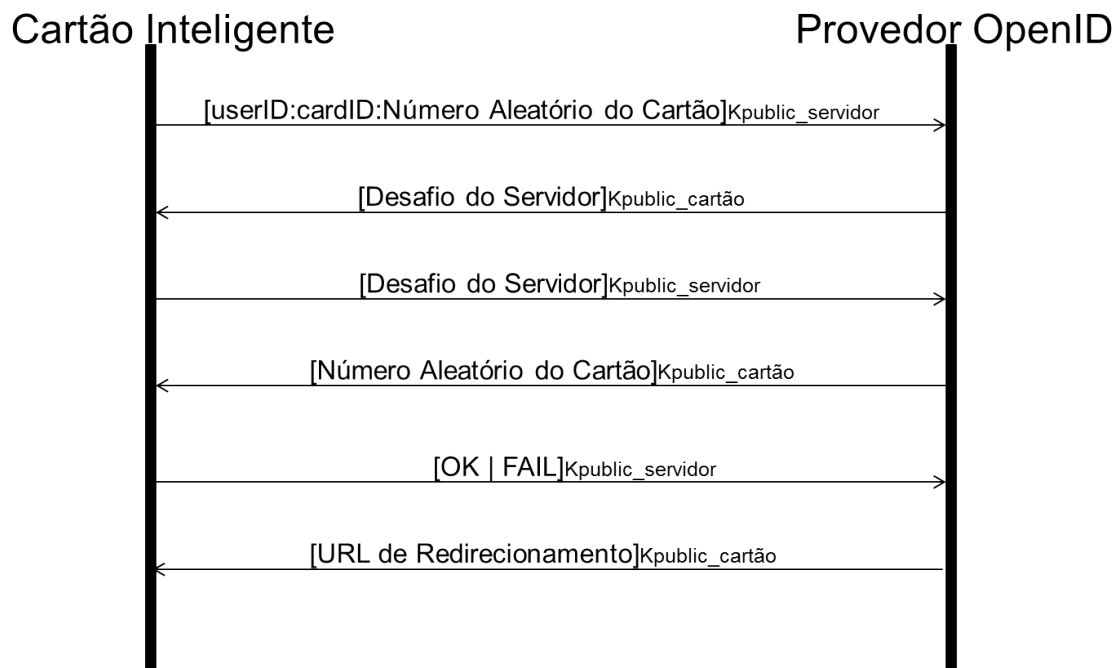 Cartão Inteligente
Provedor OpenID
[userID:cardID:Número Aleatório do Cartão]Kpublic_servidor
[Desafio do Servidor]Kpublic_cartão
[Desafio do Servidor]Kpublic_servidor
[Número Aleatório do Cartão]Kpublic_cartão
[OK | FAIL]Kpublic_servidor
[URL de Redirecionamento]Kpublic_cartão